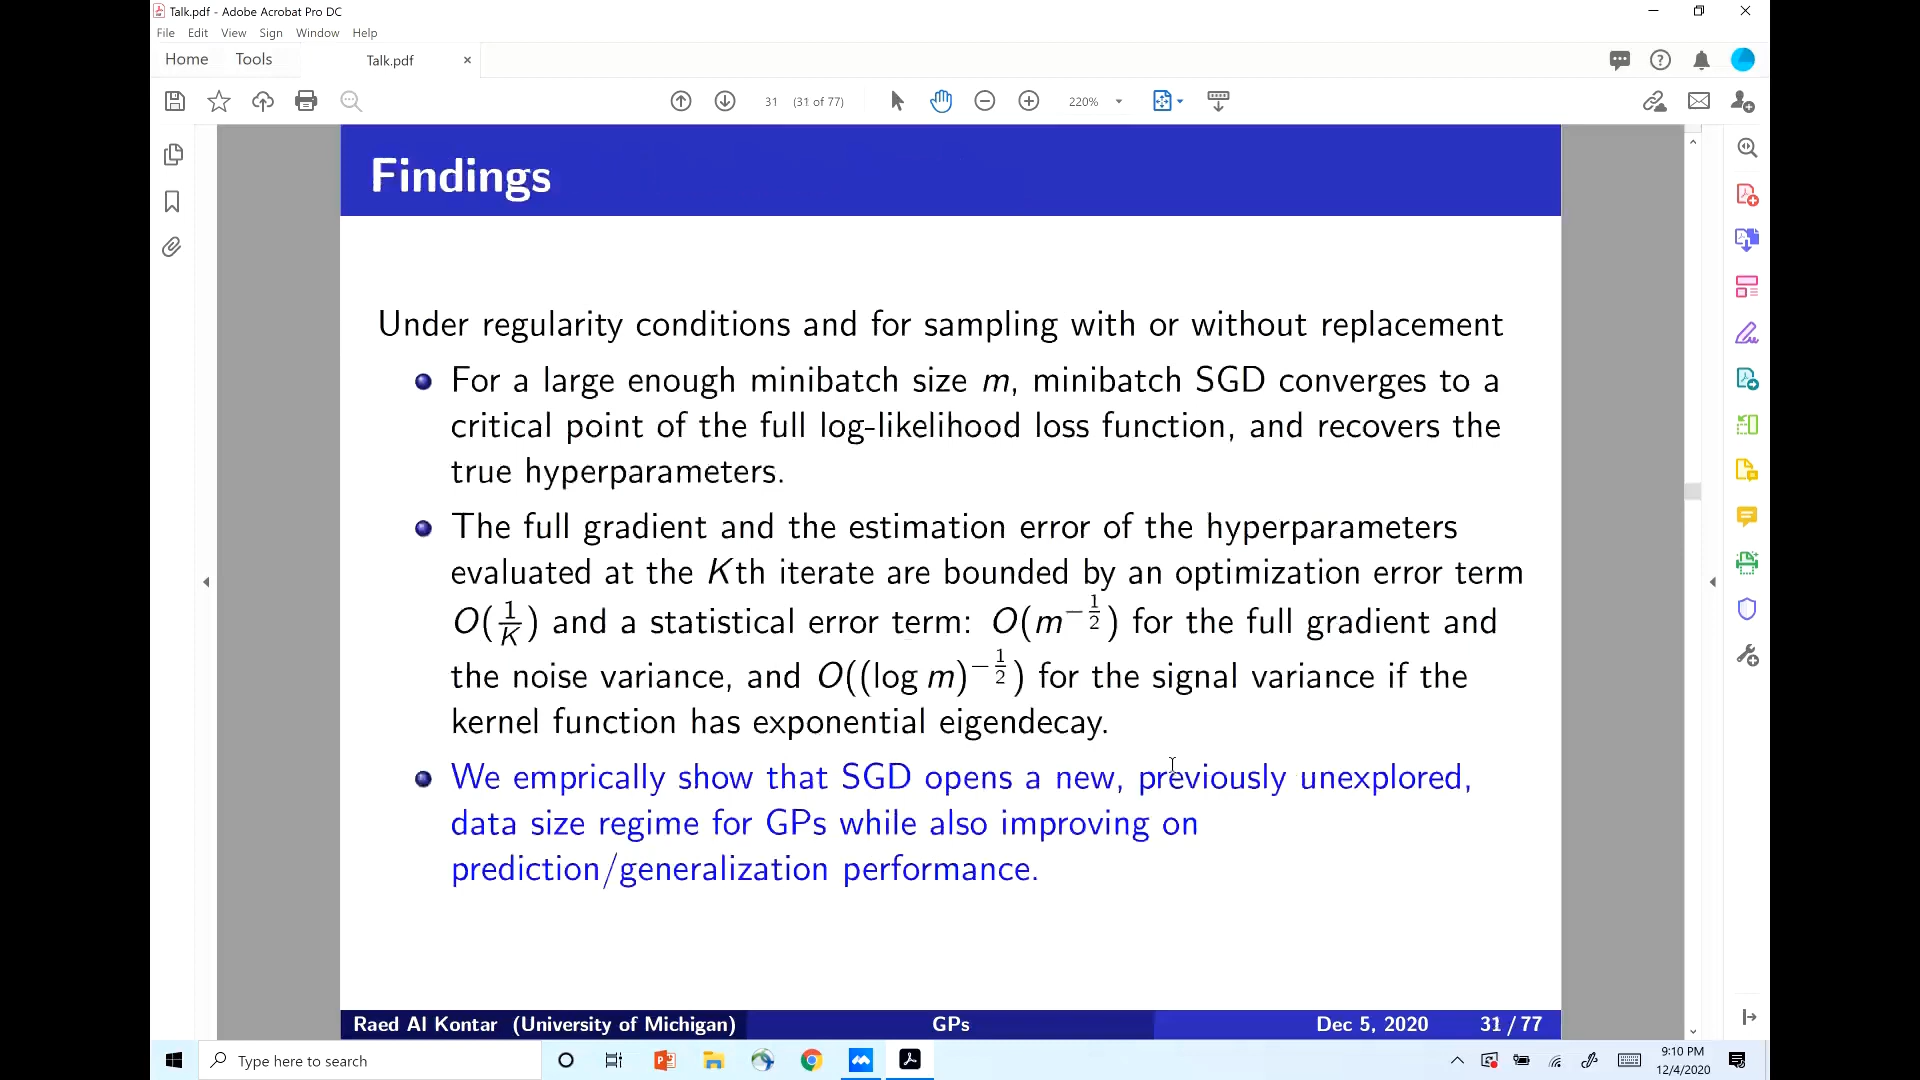 Talk.pdf - Adobe Acrobat Pro DC
File Edit View Sign Window Help
Home Tools Talk.pdf
31 (31 of 77) 220%
Findings
Under regularity conditions and for sampling with or without replacement
For a large enough minibatch size m, minibatch SGD converges to a
critical point of the full log-likelihood loss function, and recovers the
true hyperparameters.
The full gradient and the estimation error of the hyperparameters
evaluated at the Kth iterate are bounded by an optimization error term
O(1/K) and a statistical error term: O(m^{-1/2}) for the full gradient and
the noise variance, and O((log m)^{-1/2}) for the signal variance if the
kernel function has exponential eigendecay.
We emprically show that SGD opens a new, previously unexplored,
data size regime for GPs while also improving on
prediction/generalization performance.
Raed Al Kontar (University of Michigan) GPs Dec 5, 2020 31 / 77
Type here to search
9:10 PM
12/4/2020